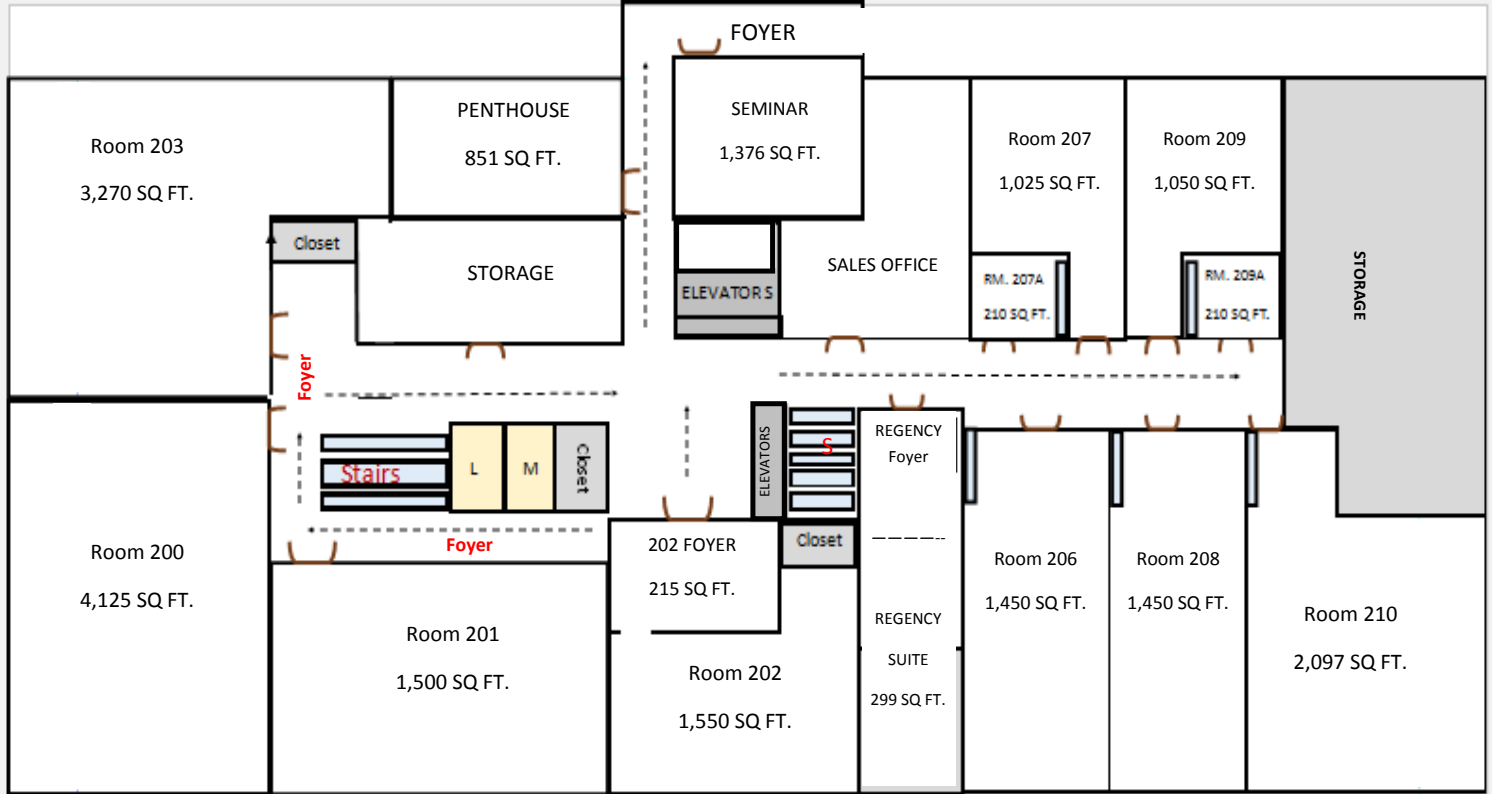 FOYER
PENTHOUSE
851 SQ FT.
SEMINAR
1,376 SQ FT.
Room 203
3,270 SQ FT.
Room 207
1,025 SQ FT.
Room 209
1,050 SQ FT.
Closet
STORAGE
ELEVATORS
SALES OFFICE
RM. 207A
210 SQ FT.
RM. 209A
210 SQ FT.
STORAGE
Foyer
Stairs
L
M
Closet
ELEVATORS
S
REGENCY
Foyer
Foyer
202 FOYER
215 SQ FT.
Closet
Room 200
4,125 SQ FT.
Room 201
1,500 SQ FT.
Room 202
1,550 SQ FT.
REGENCY
SUITE
299 SQ FT.
Room 206
1,450 SQ FT.
Room 208
1,450 SQ FT.
Room 210
2,097 SQ FT.